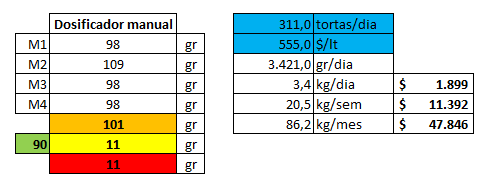 Dosificador manual 311,0 tortas/dia
M1 98 gr 555,0 $/lt
M2 109 gr 3.421,0 gr/dia
M3 98 gr 3,4 kg/dia $ 1.899
M4 98 gr 20,5 kg/sem $ 11.392
101 gr 86,2 kg/mes $ 47.846
90 11 gr
11 gr